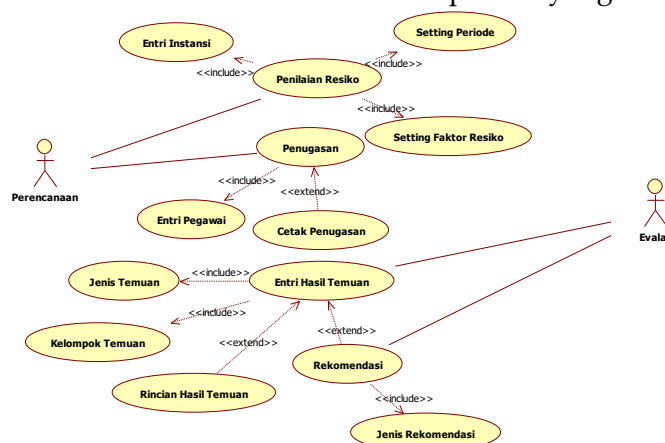 Setting Periode
Entri Instansi
<<include>>
<<include>>
Penilaian Resiko
<<include>>
Setting Faktor Resiko
Penugasan
Perencanaan
<<include>>
<<extend>>
Entri Pegawai
Cetak Penugasan
Evala
Jenis Temuan
<<include>>
Entri Hasil Temuan
<<include>>
Kelompok Temuan
<<extend>>
<<extend>>
Rekomendasi
Rincian Hasil Temuan
<<include>>
Jenis Rekomendasi